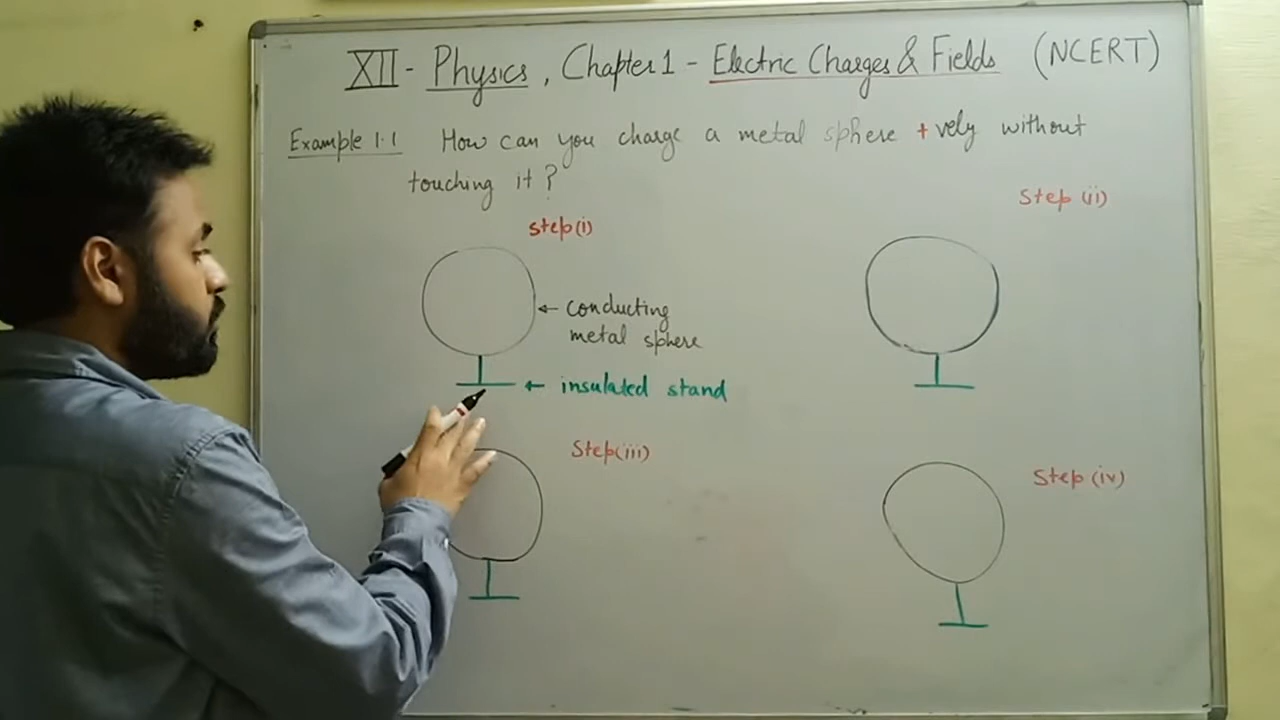 XII - Physics, Chapter 1 - Electric Charges & Fields (NCERT)
Example 1.1 How can you charge a metal sphere +vely without
touching it?
Step (i)
Step (ii)
← conducting
metal sphere
← insulated stand
Step (iii)
Step (iv)